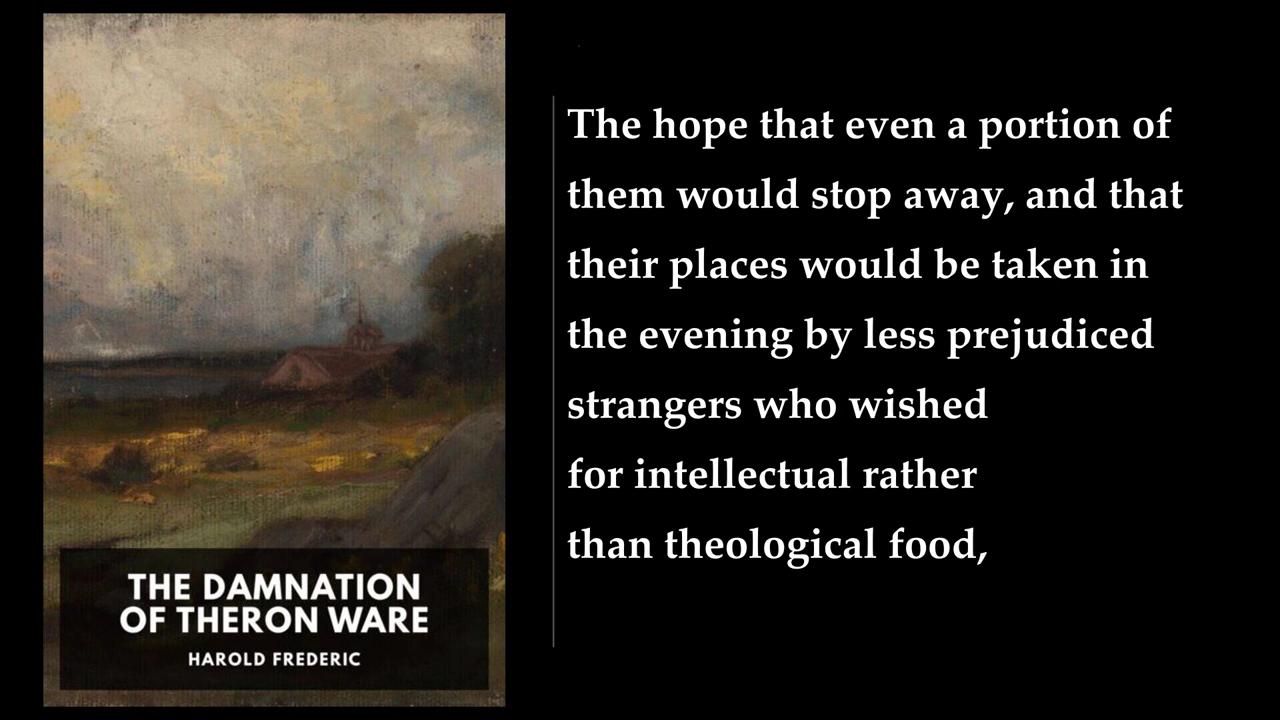 THE DAMNATION
OF THERON WARE
HAROLD FREDERIC
The hope that even a portion of
them would stop away, and that
their places would be taken in
the evening by less prejudiced
strangers who wished
for intellectual rather
than theological food,